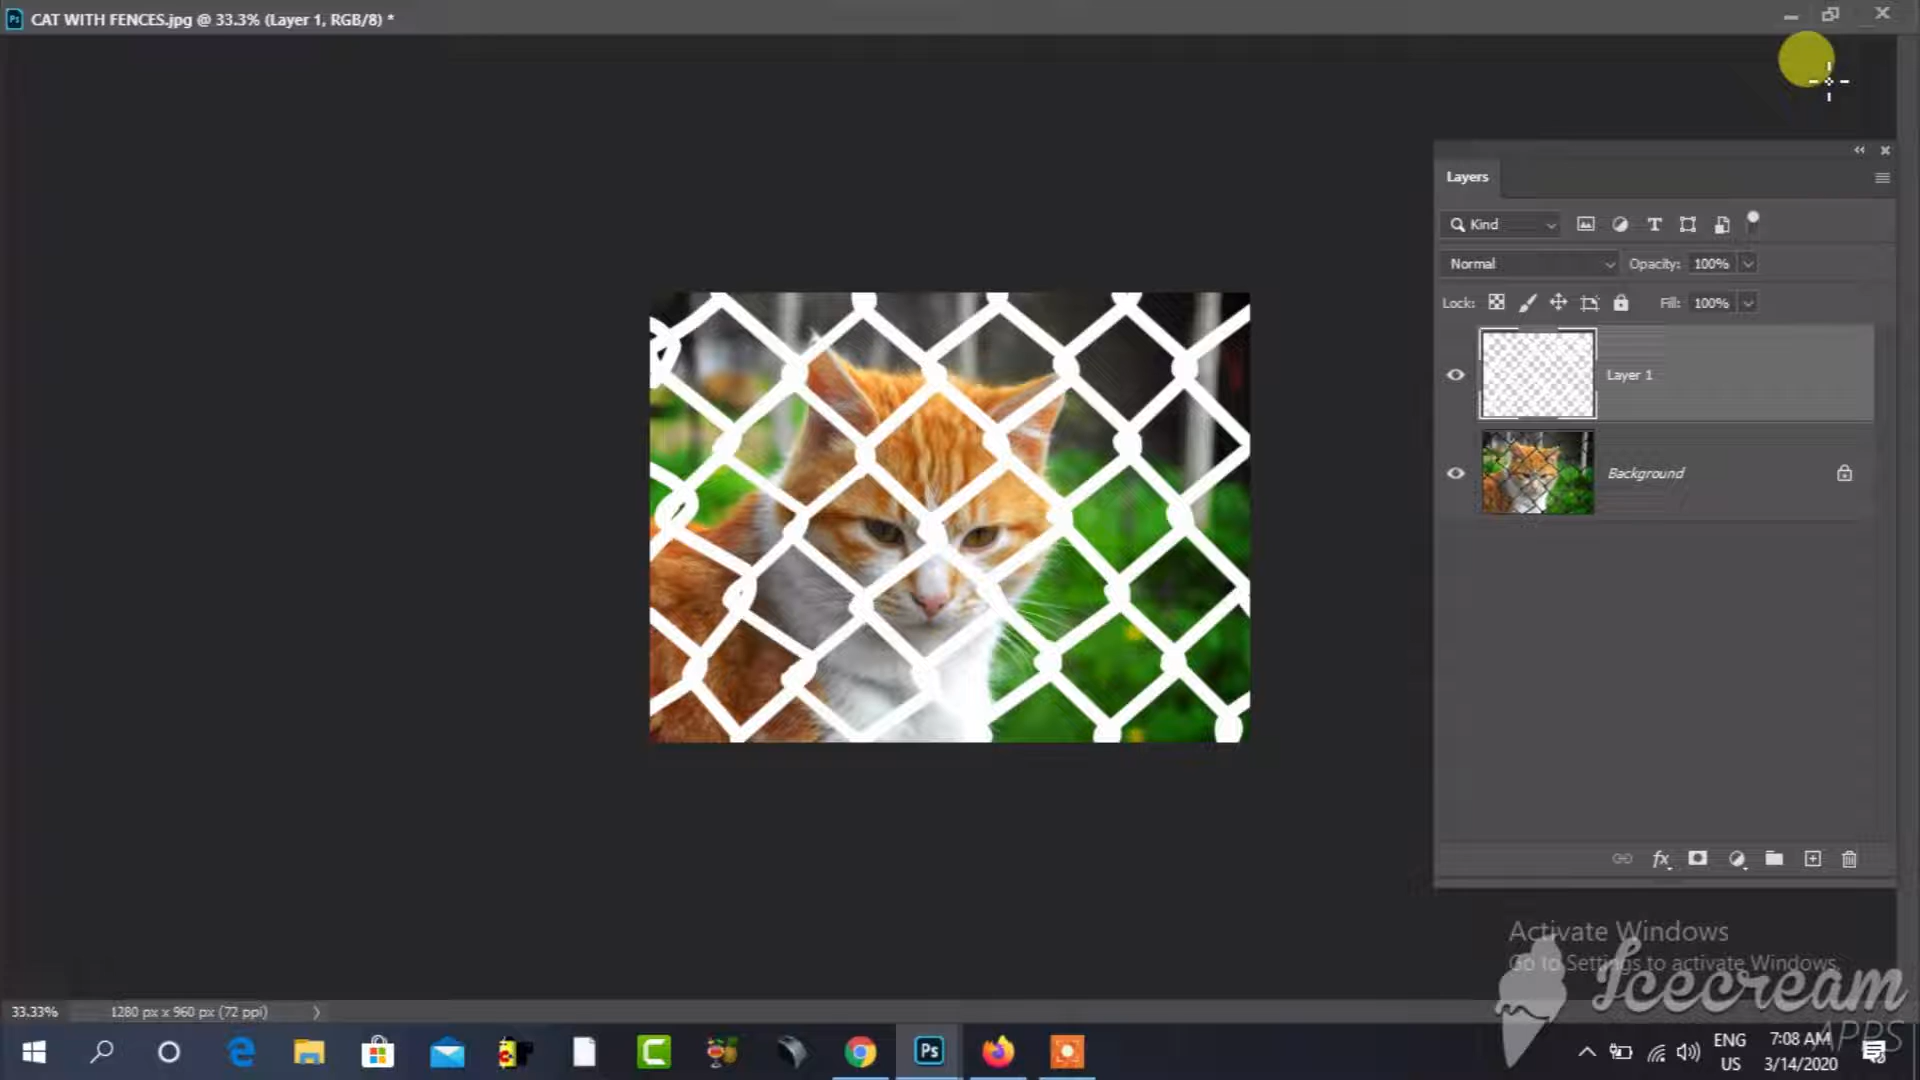 CAT WITH FENCES.jpg @ 33.3% (Layer 1, RGB/8) *
Layers
Kind
Normal Opacity: 100%
Lock: Fill: 100%
Layer 1
Background
fx
Activate Windows
Go to Settings to activate Windows.
Icecream
APPS
33.33% 1280 px x 960 px (72 ppi)
Ps
ENG
US
7:08 AM
3/14/2020